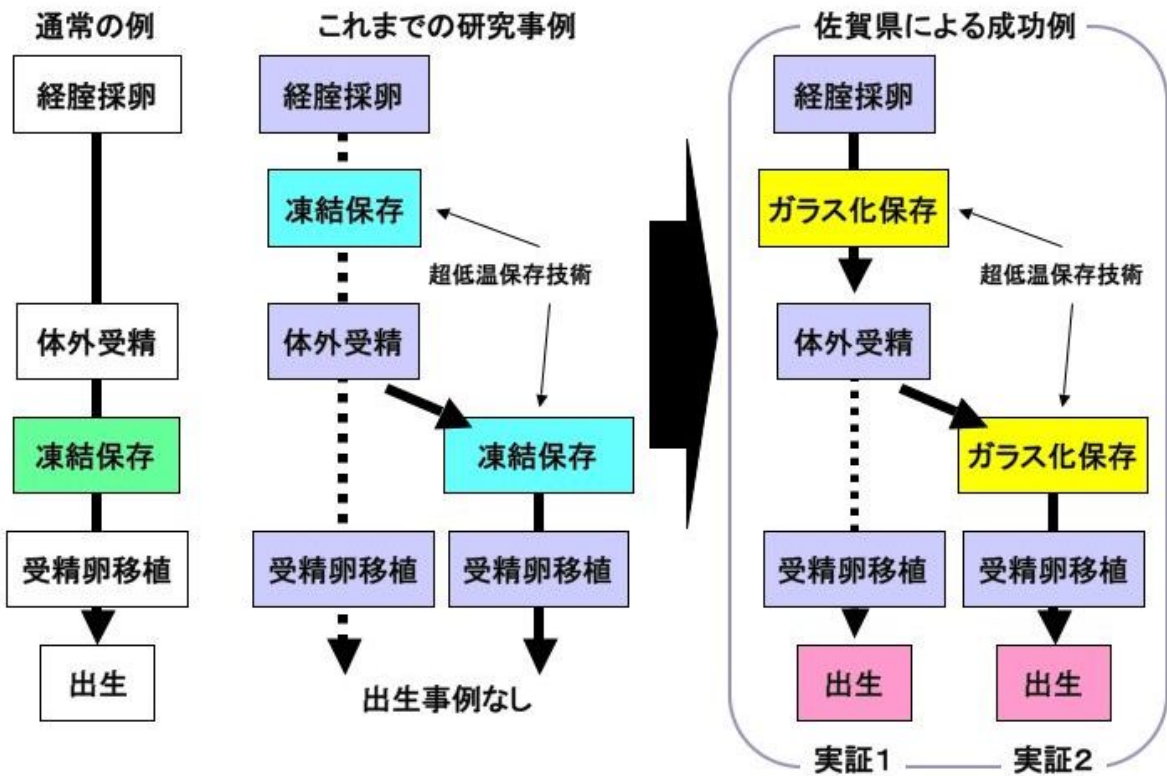 通常の例
経腟採卵
体外受精
凍結保存
受精卵移植
出生
これまでの研究事例
経腟採卵
凍結保存
超低温保存技術
体外受精
凍結保存
受精卵移植
受精卵移植
出生事例なし
佐賀県による成功例
経腟採卵
ガラス化保存
超低温保存技術
体外受精
ガラス化保存
受精卵移植
受精卵移植
出生
出生
実証１
実証２